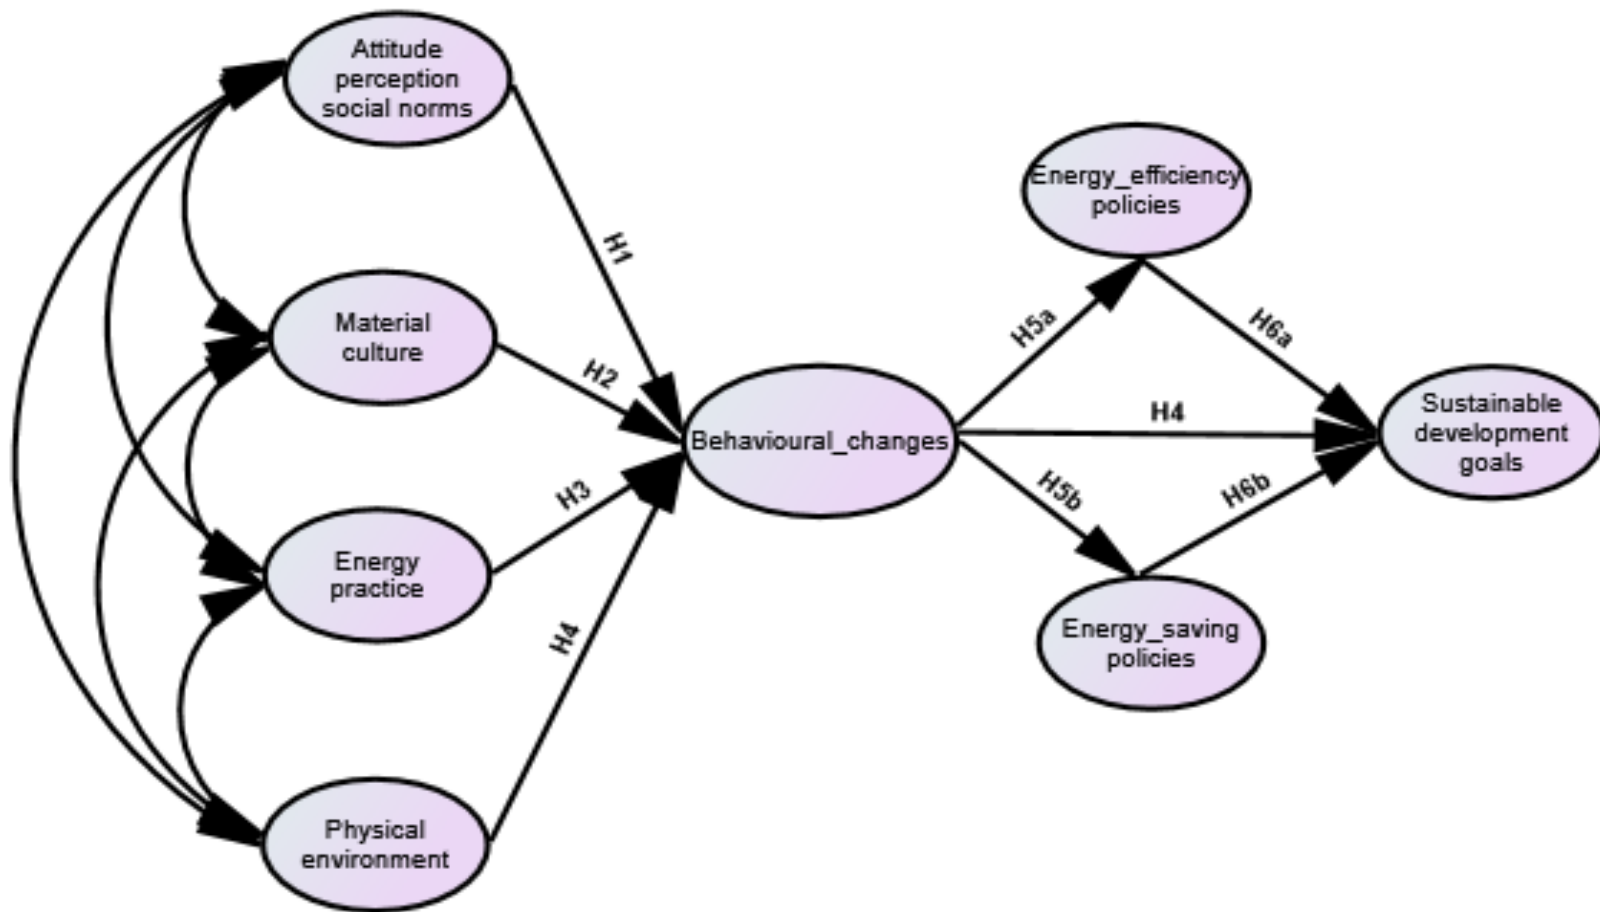 Attitude
perception
social norms
H1
Material
culture
H2
Energy
practice
H3
Physical
environment
H4
Behavioural_changes
H5a
Energy_efficiency
policies
H6a
H4
H5b
Energy_saving
policies
H6b
Sustainable
development
goals